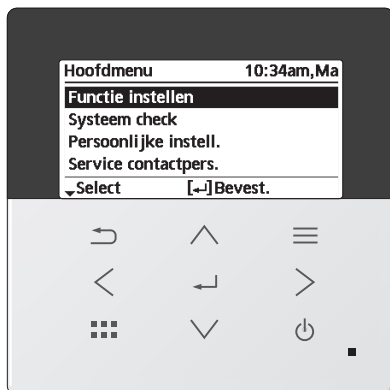 Hoofdmenu 10:34am,Ma
Functie instellen
Systeem check
Persoonlijke instell.
Service contactpers.
Select [↵]Bevest.